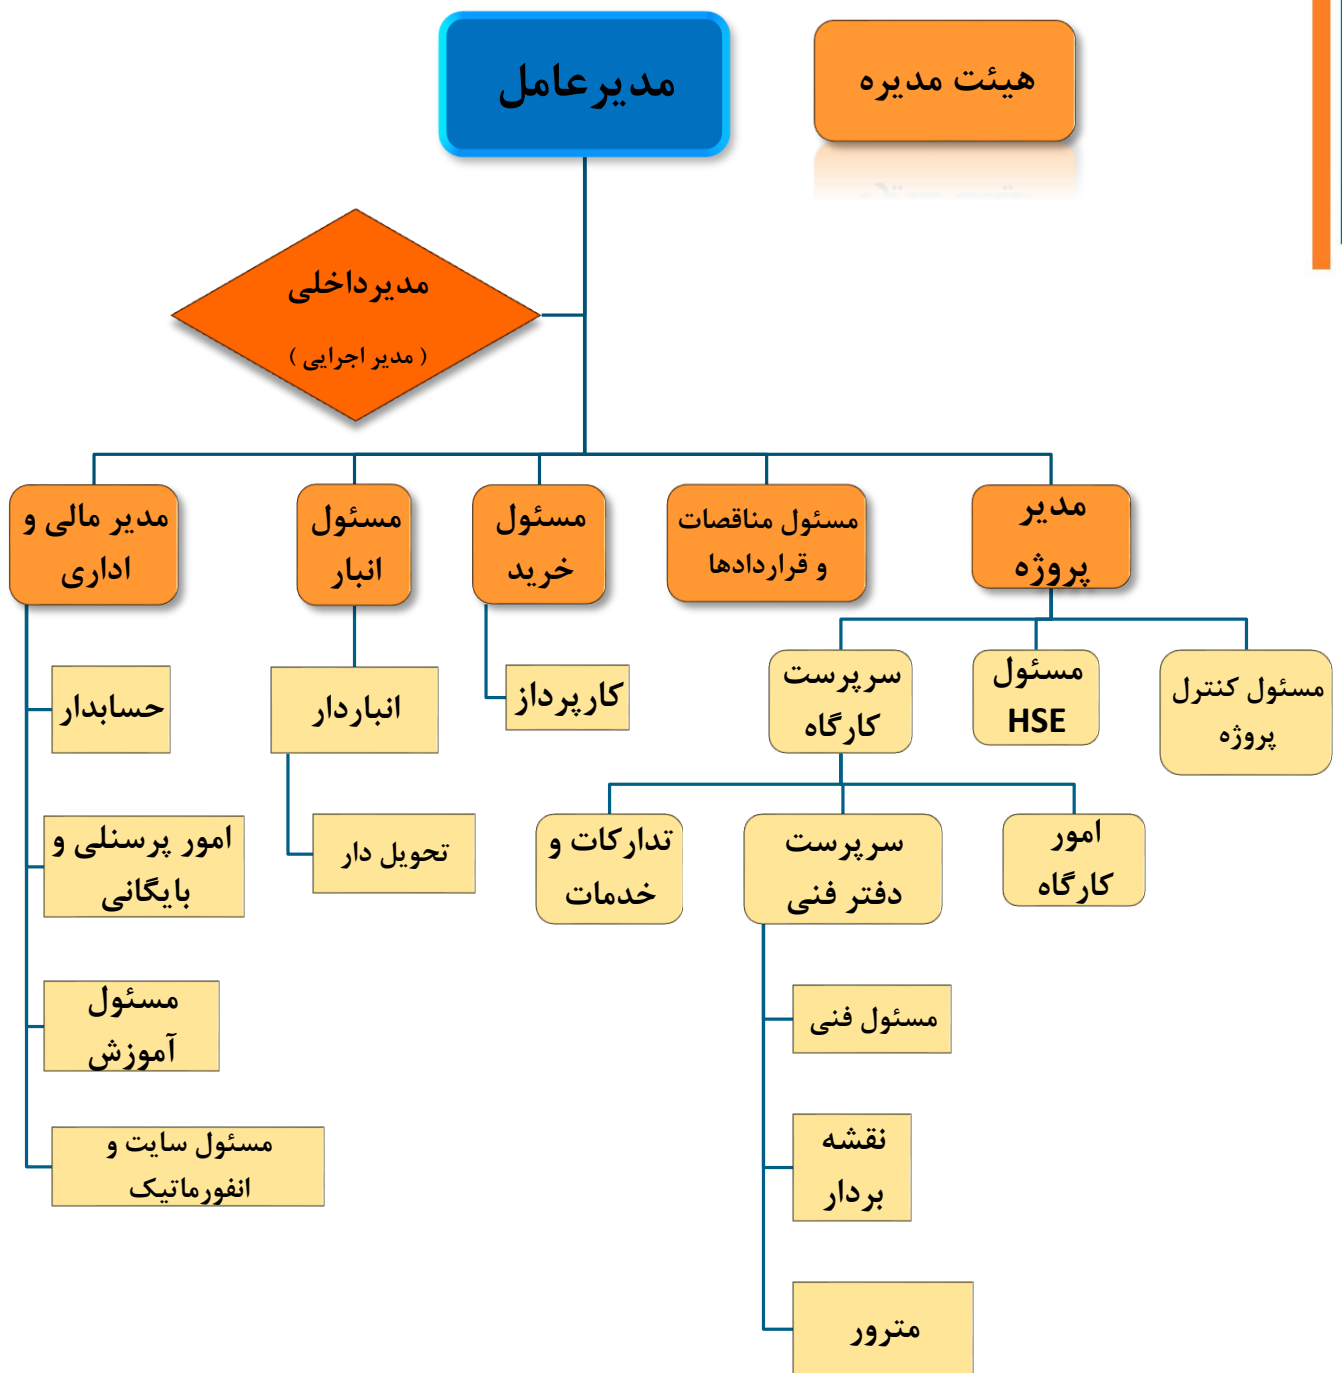 هیئت مدیره
مدیرعامل
مدیرداخلی
( مدیر اجرایی )
مدیر
پروژه
مسئول مناقصات
و قراردادها
مسئول
خرید
مسئول
انبار
مدیر مالی و
اداری
مسئول کنترل
پروژه
مسئول
HSE
سرپرست
کارگاه
کارپرداز
انباردار
حسابدار
امور
کارگاه
سرپرست
دفتر فنی
تدارکات و
خدمات
تحویل دار
امور پرسنلی و
بایگانی
مسئول فنی
مسئول
آموزش
نقشه
بردار
مسئول سایت و
انفورماتیک
مترور